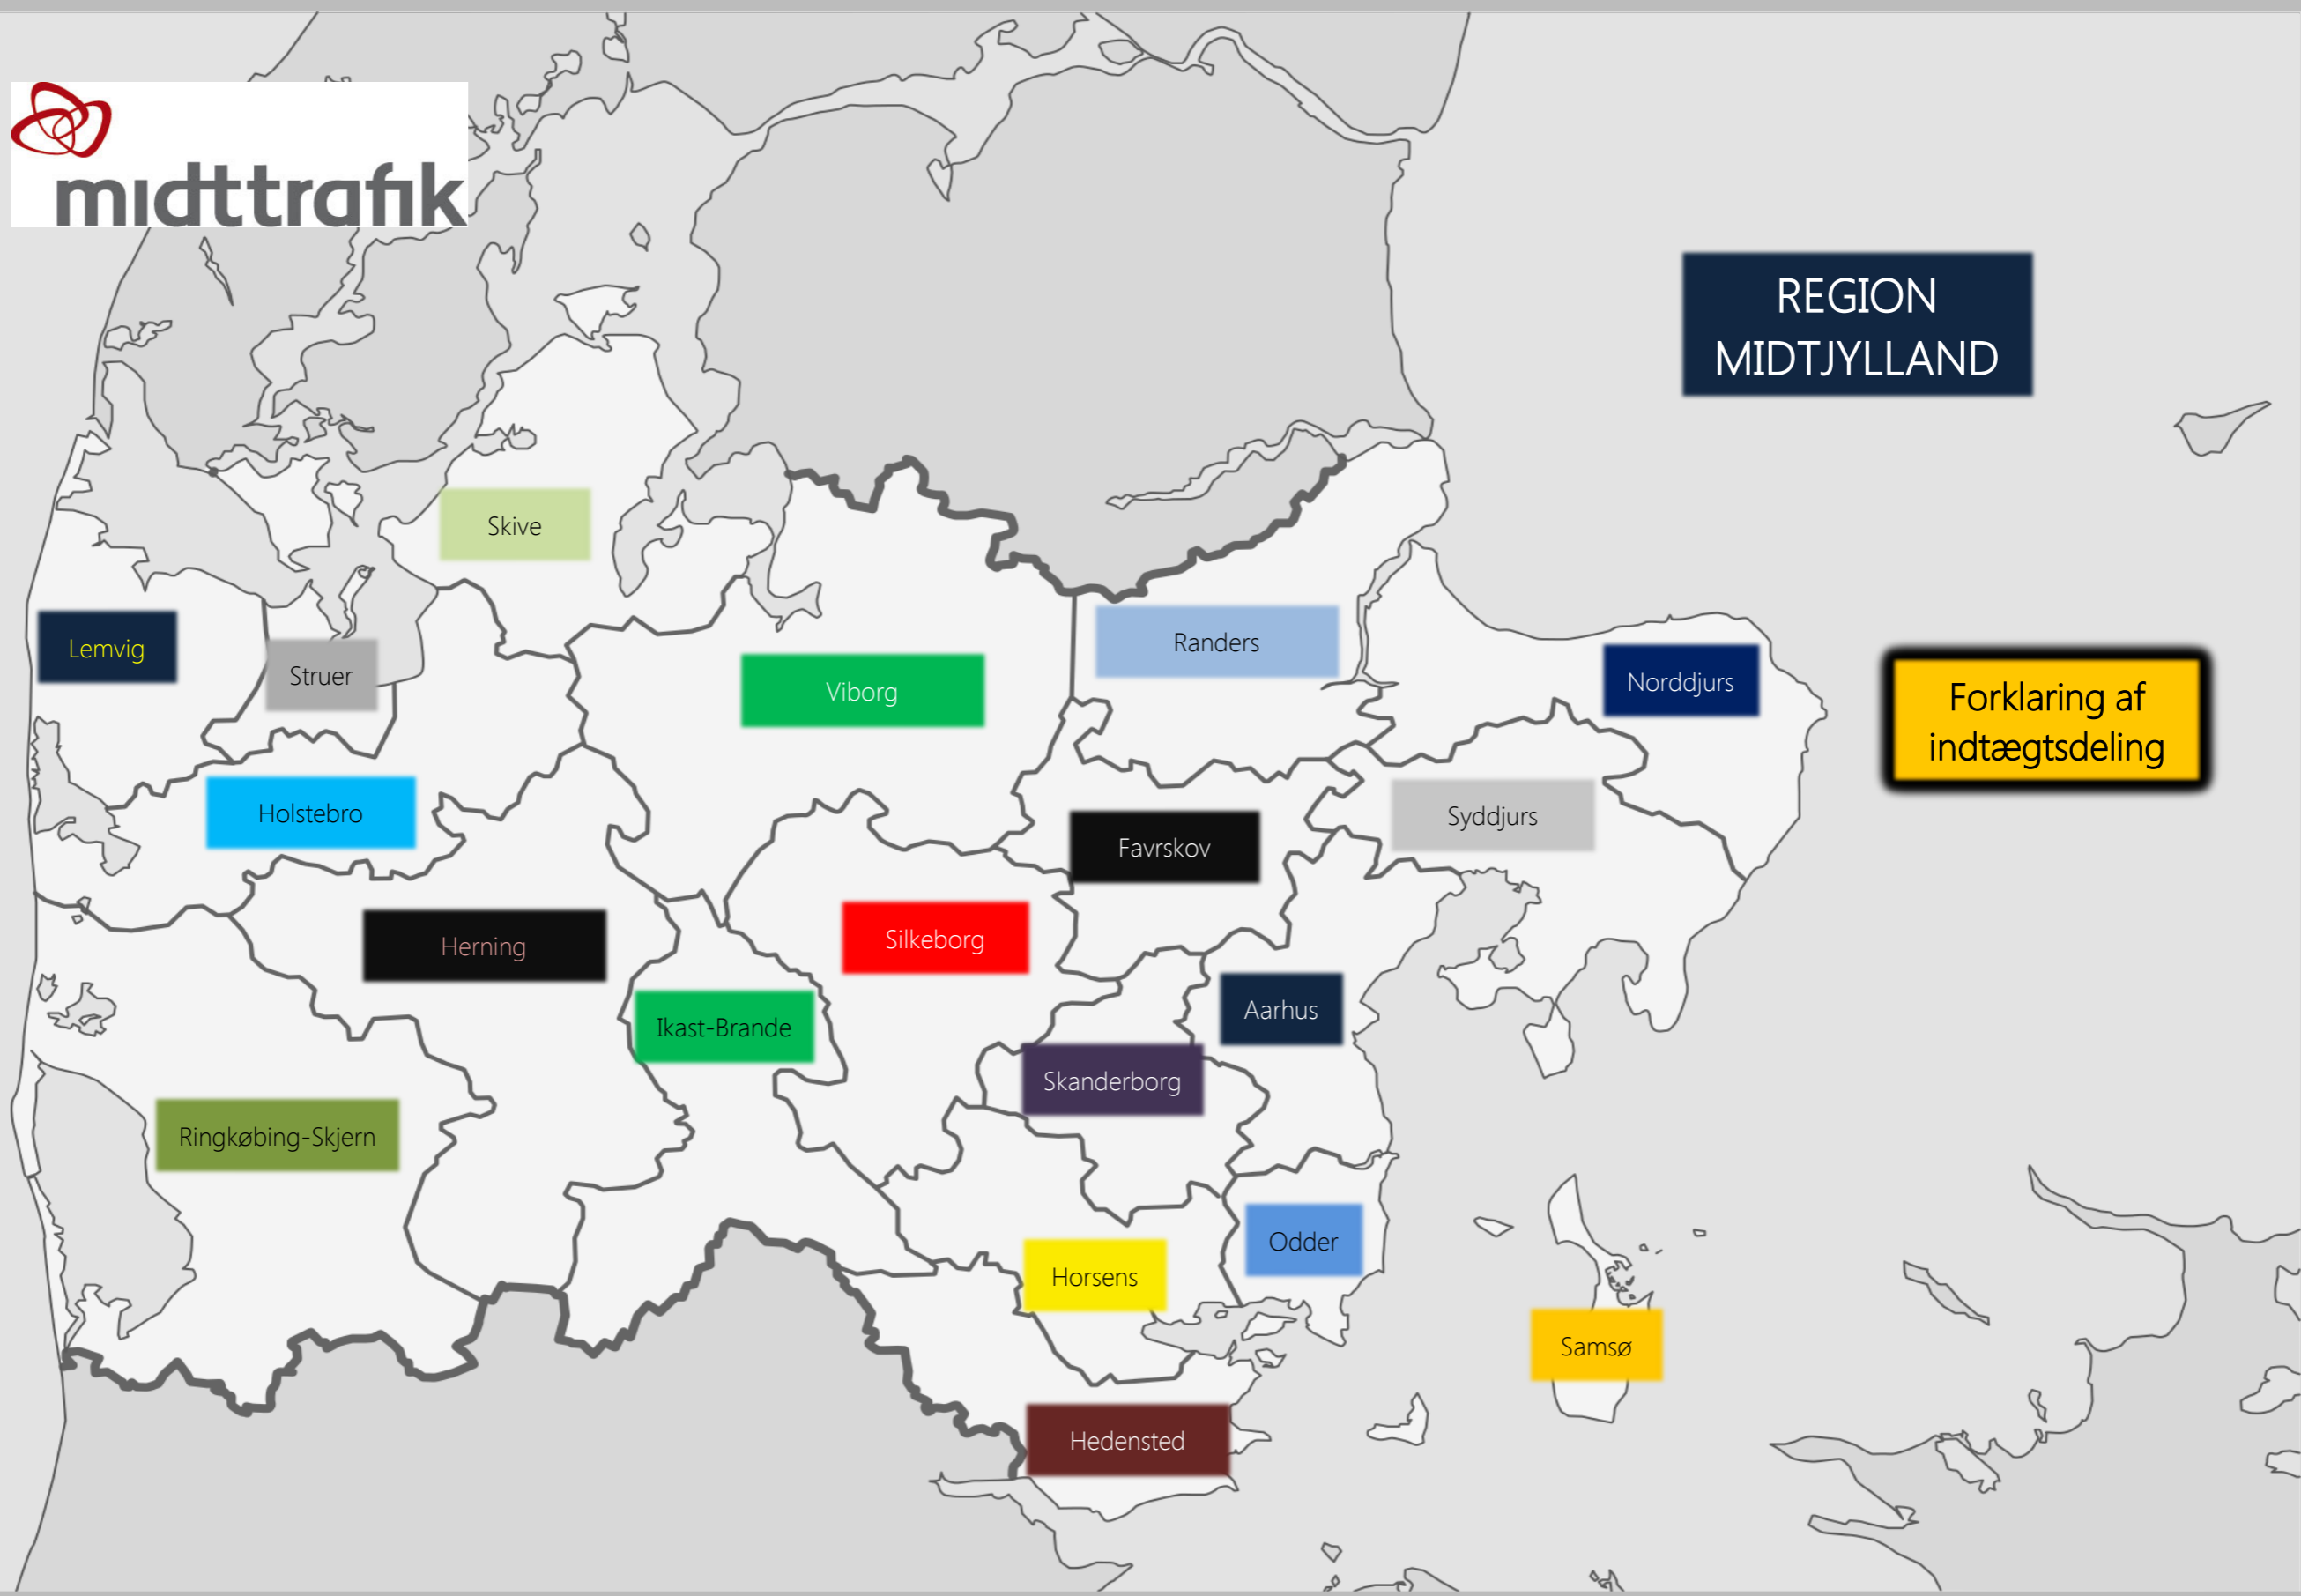 midttrafik
REGION
MIDTJYLLAND
Skive
Lemvig
Struer
Viborg
Randers
Norddjurs
Forklaring af
indtægtsdeling
Holstebro
Favrskov
Syddjurs
Herning
Silkeborg
Ikast-Brande
Aarhus
Skanderborg
Ringkøbing-Skjern
Odder
Horsens
Samsø
Hedensted